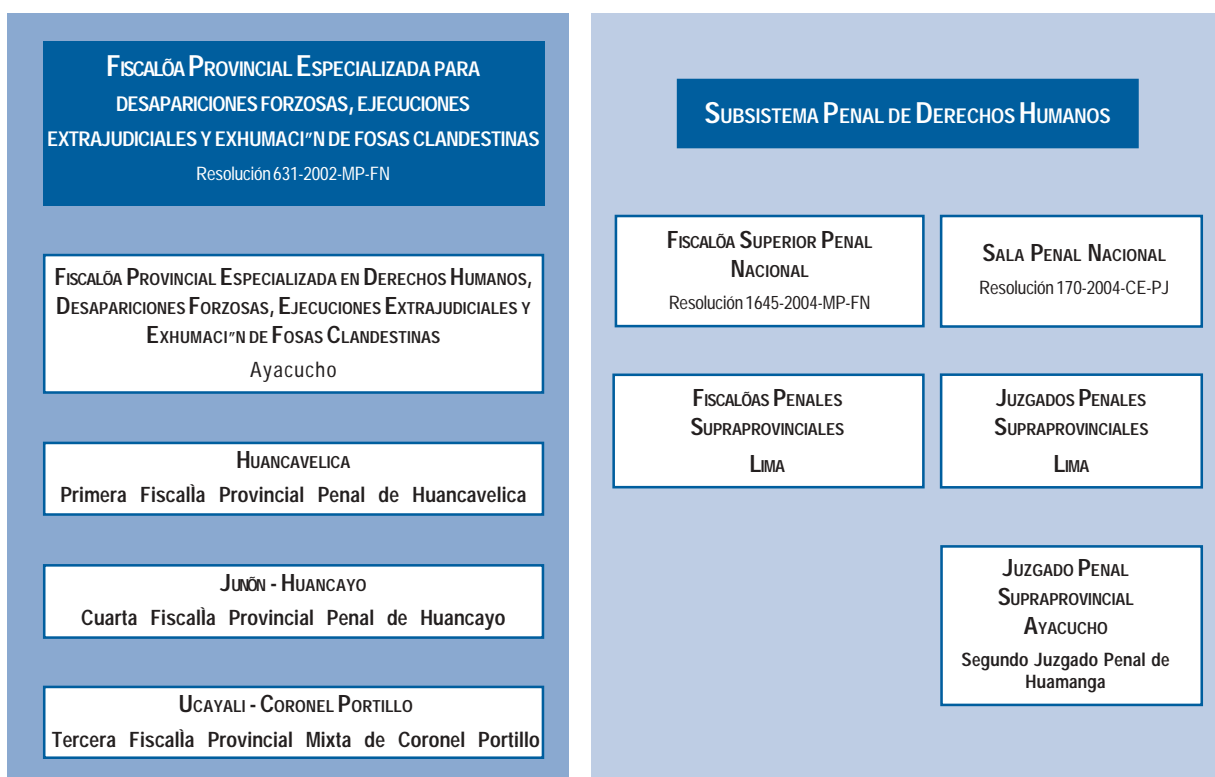 FISCALÕA PROVINCIAL ESPECIALIZADA PARA
DESAPARICIONES FORZOSAS, EJECUCIONES
EXTRAJUDICIALES Y EXHUMACI"N DE FOSAS CLANDESTINAS
Resolución 631-2002-MP-FN
FISCALÕA PROVINCIAL ESPECIALIZADA EN DERECHOS HUMANOS,
DESAPARICIONES FORZOSAS, EJECUCIONES EXTRAJUDICIALES Y
EXHUMACI"N DE FOSAS CLANDESTINAS
Ayacucho
HUANCAVELICA
Primera Fiscalìa Provincial Penal de Huancavelica
JUNÕN - HUANCAYO
Cuarta Fiscalìa Provincial Penal de Huancayo
UCAYALI - CORONEL PORTILLO
Tercera Fiscalìa Provincial Mixta de Coronel Portillo
SUBSISTEMA PENAL DE DERECHOS HUMANOS
FISCALÕA SUPERIOR PENAL
NACIONAL
Resolución 1645-2004-MP-FN
SALA PENAL NACIONAL
Resolución 170-2004-CE-PJ
FISCALÕAS PENALES
SUPRAPROVINCIALES
LIMA
JUZGADOS PENALES
SUPRAPROVINCIALES
LIMA
JUZGADO PENAL
SUPRAPROVINCIAL
AYACUCHO
Segundo Juzgado Penal de
Huamanga